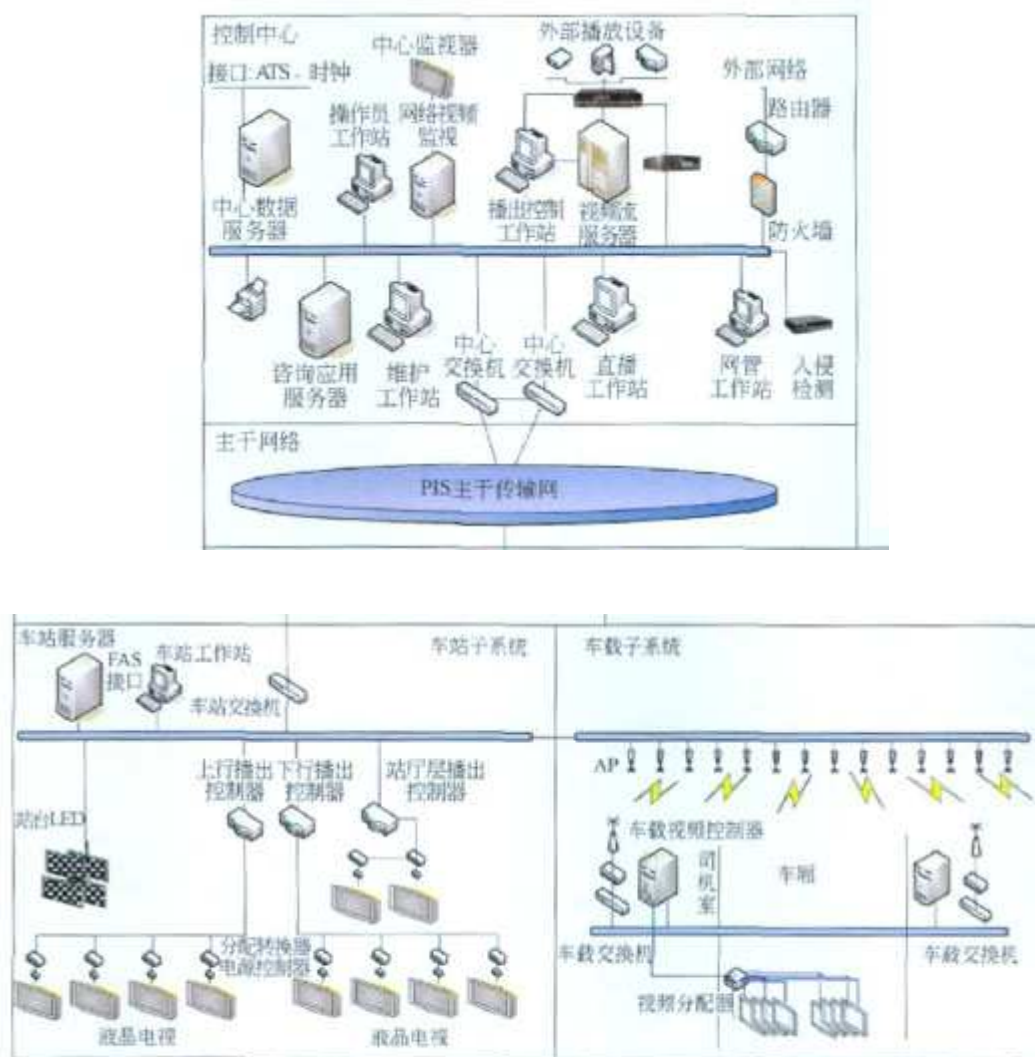 控制中心
中心监视器
外部播放设备
接口:ATS - 时钟
外部网络
操作员
工作站
网络视频
监视
路由器
中心数据
服务器
播出控制
工作站
视频流
服务器
防火墙
咨询应用
服务器
维护
工作站
中心
交换机
中心
交换机
直播
工作站
网管
工作站
入侵
检测
主干网络
PIS主干传输网
车站服务器
FAS
接口
车站工作站
车站交换机
车站子系统
车载子系统
上行播出
控制器
下行播出
控制器
站厅层播出
控制器
AP
站台LED
车载视频控制器
司机室
车厢
分配转换器
电源控制器
车载交换机
车载交换机
视频分配器
液晶电视
液晶电视